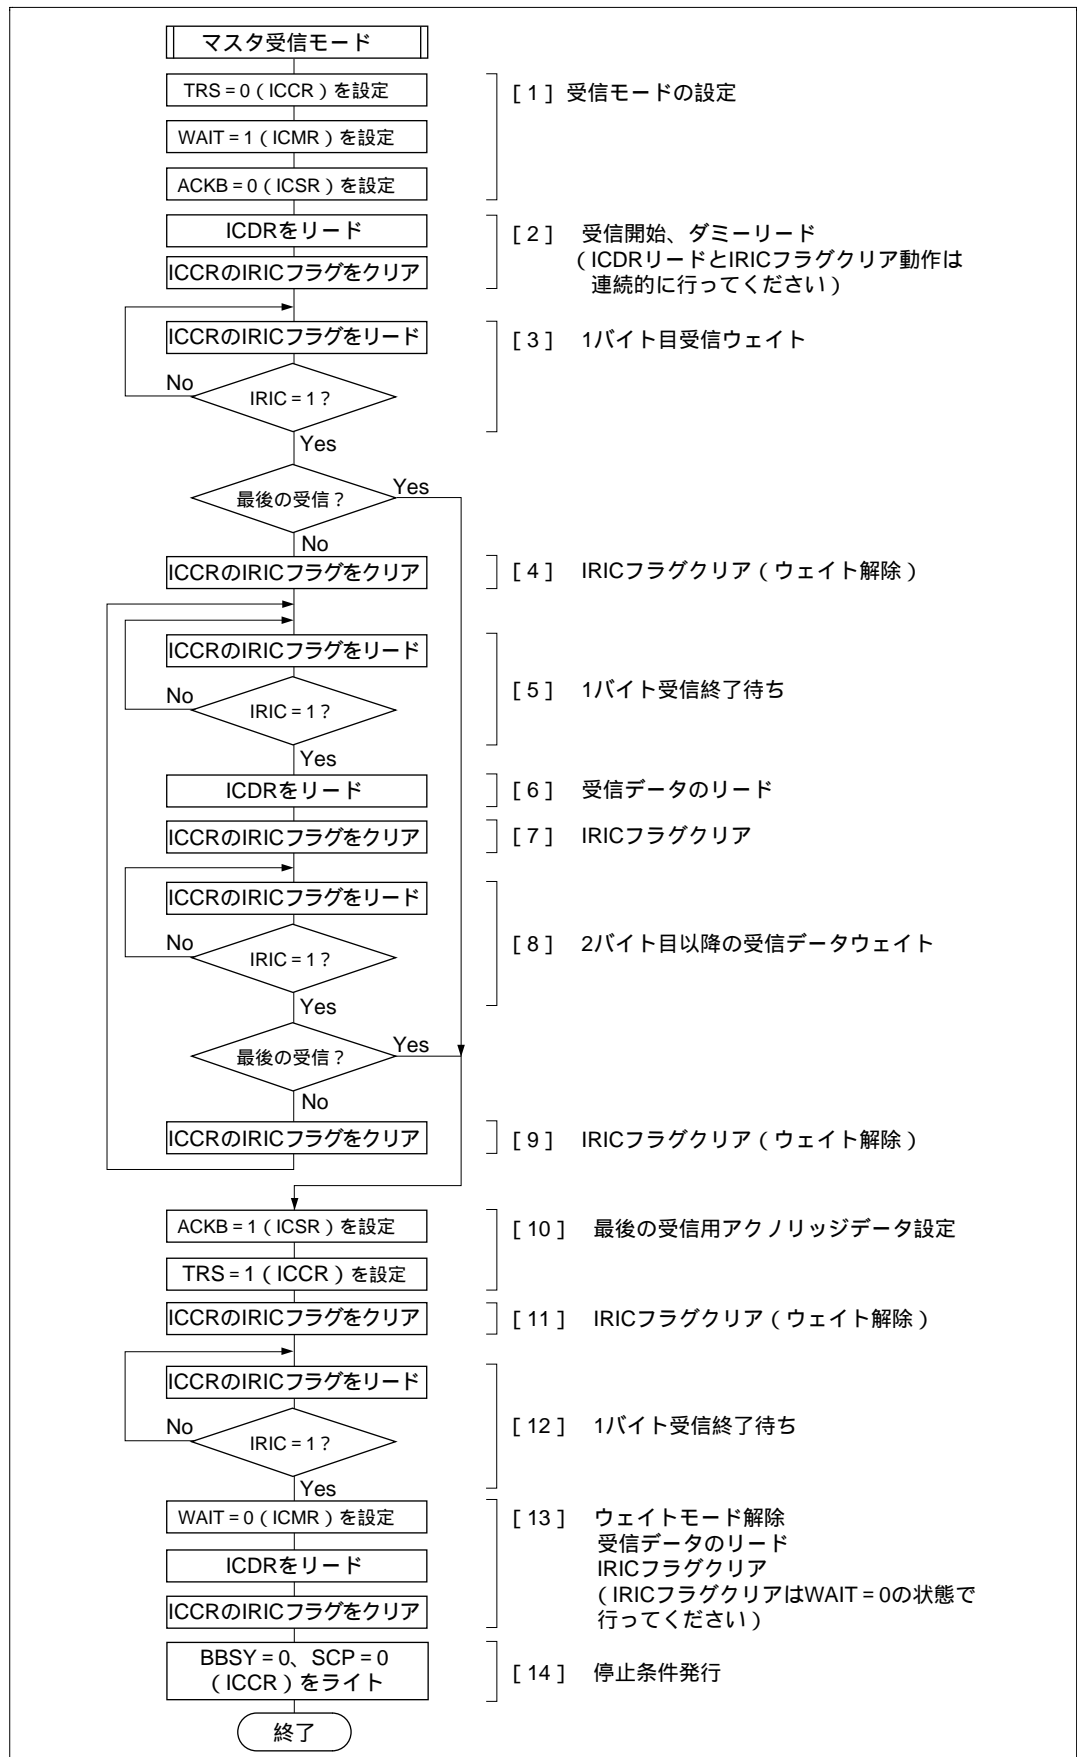 マスタ受信モード
TRS = 0 ( ICCR ) を設定
[ 1 ] 受信モードの設定
WAIT = 1 ( ICMR ) を設定
ACKB = 0 ( ICSR ) を設定
ICDRをリード
[ 2 ] 受信開始、ダミーリード
( ICDRリードとIRICフラグクリア動作は
連続的に行ってください )
ICCRのIRICフラグをクリア
ICCRのIRICフラグをリード
[ 3 ] 1バイト目受信ウェイト
No
IRIC = 1 ?
Yes
最後の受信 ?
Yes
No
ICCRのIRICフラグをクリア
[ 4 ] IRICフラグクリア ( ウェイト解除 )
ICCRのIRICフラグをリード
[ 5 ] 1バイト受信終了待ち
No
IRIC = 1 ?
Yes
ICDRをリード
[ 6 ] 受信データのリード
ICCRのIRICフラグをクリア
[ 7 ] IRICフラグクリア
ICCRのIRICフラグをリード
[ 8 ] 2バイト目以降の受信データウェイト
No
IRIC = 1 ?
Yes
最後の受信 ?
Yes
No
ICCRのIRICフラグをクリア
[ 9 ] IRICフラグクリア ( ウェイト解除 )
ACKB = 1 ( ICSR ) を設定
[ 10 ] 最後の受信用アクノリッジデータ設定
TRS = 1 ( ICCR ) を設定
ICCRのIRICフラグをクリア
[ 11 ] IRICフラグクリア ( ウェイト解除 )
ICCRのIRICフラグをリード
[ 12 ] 1バイト受信終了待ち
No
IRIC = 1 ?
Yes
WAIT = 0 ( ICMR ) を設定
[ 13 ] ウェイトモード解除
受信データのリード
IRICフラグクリア
( IRICフラグクリアはWAIT = 0の状態で
行ってください )
ICDRをリード
ICCRのIRICフラグをクリア
BBSY = 0、SCP = 0
( ICCR ) をライト
[ 14 ] 停止条件発行
終了